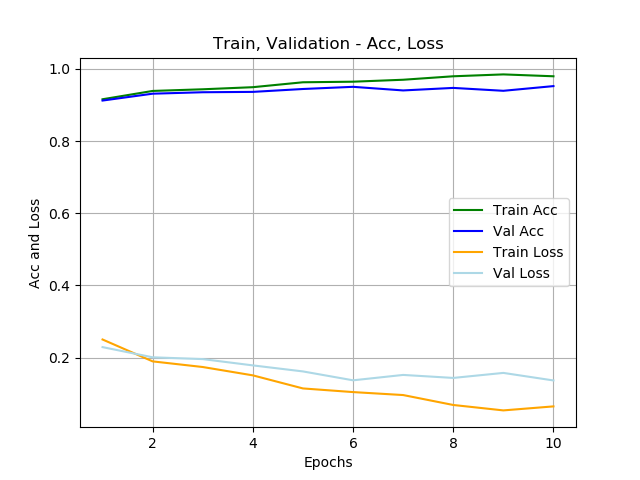 Train, Validation - Acc, Loss
Acc and Loss
1.0
0.8
0.6
0.4
0.2
Train Acc
Val Acc
Train Loss
Val Loss
2 4 6 8 10
Epochs